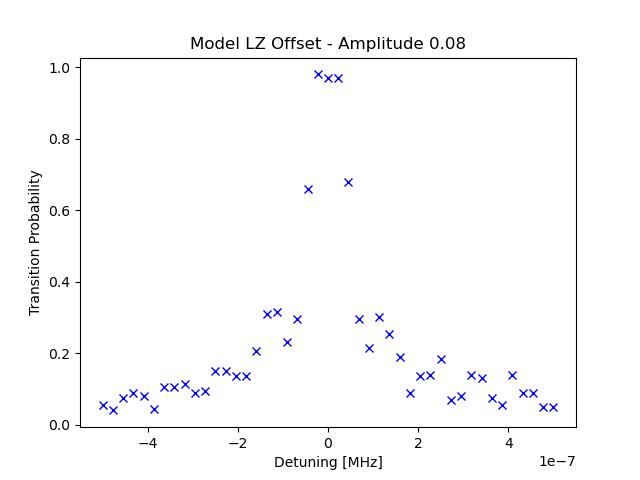 Model LZ Offset - Amplitude 0.08
1.0
0.8
0.6
0.4
0.2
0.0
Transition Probability
−4
−2
0
2
4
1e−7
Detuning [MHz]